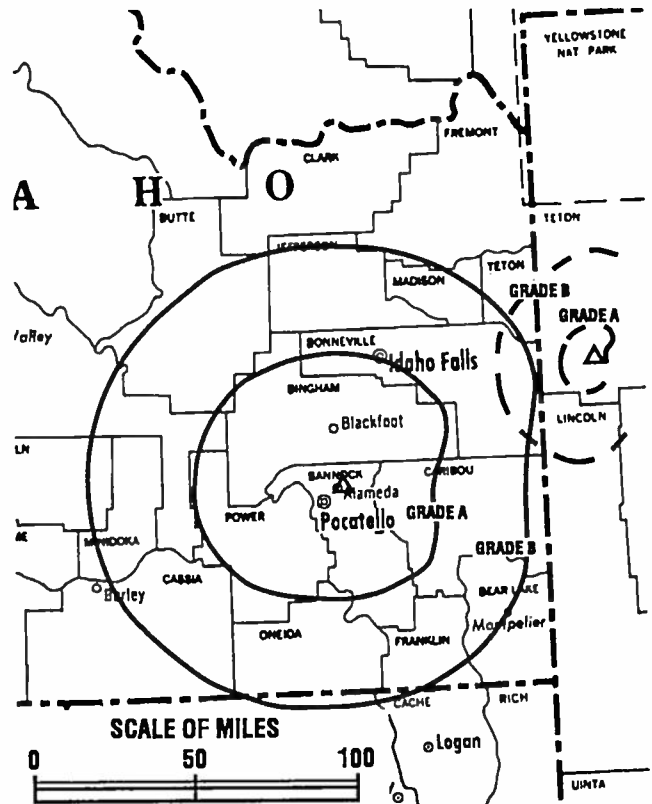 YELLOWSTONE
NAT PARK
FREMONT
CLARK
A H O
BUTTE
TETON
JEFFERSON
TETON
MADISON
GRADE B
GRADE A
BONNEVILLE
Idaho Falls
BINGHAM
LINCOLN
Blackfoot
BANNOCK
CARIBOU
Alameda
POWER
Pocatello
GRADE A
GRADE B
CASSIA
BEAR LAKE
Burley
Montpelier
ONEIDA
FRANKLIN
CACHE
RICH
SCALE OF MILES
0 50 100
Logan
UINTA